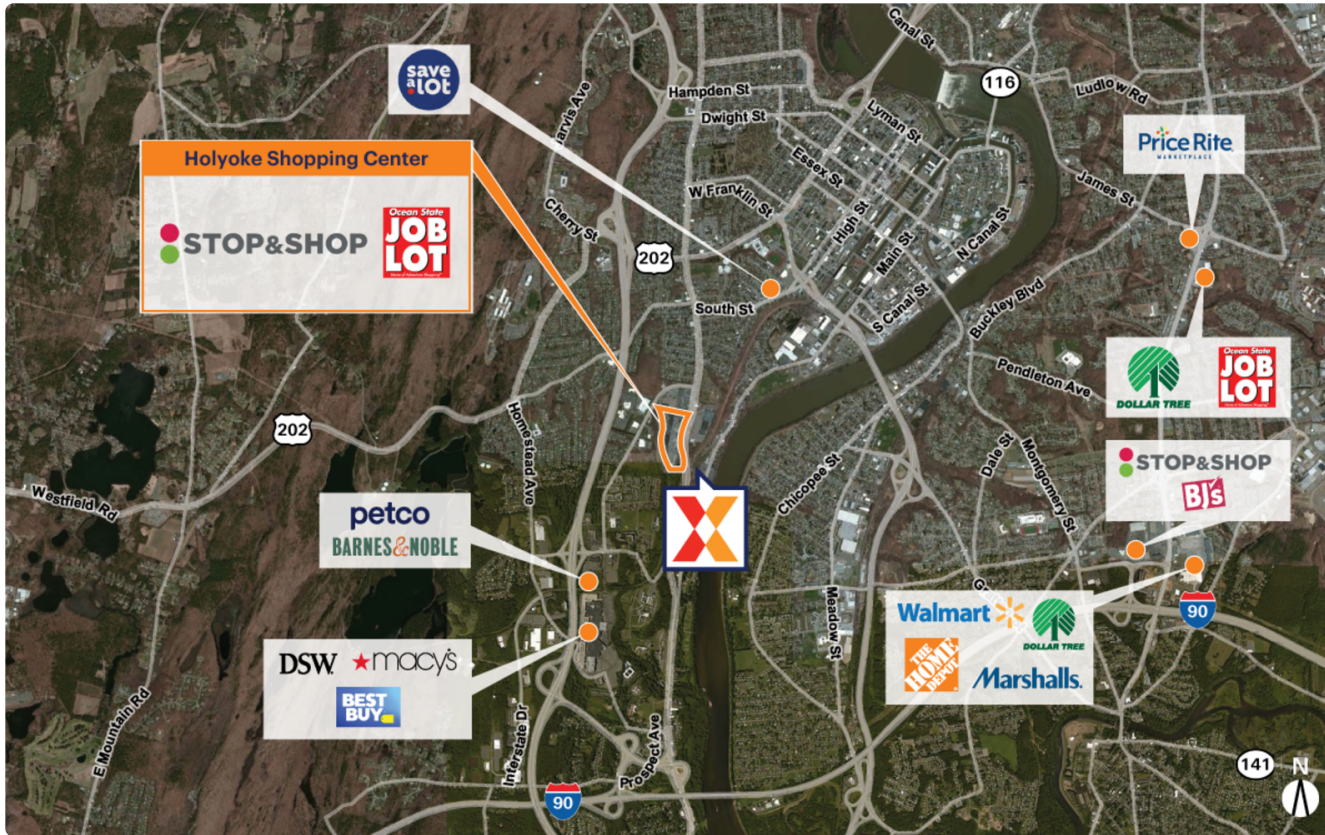 Canal St
116
save
a lot
Hampden St
Ludlow Rd
Dwight St
Lyman St
Price Rite
MARKETPLACE
Holyoke Shopping Center
Essex St
STOP&SHOP
Ocean State
JOB
LOT
W Franklin St
High St
James St
Cherry St
202
Main St
N Canal St
South St
S Canal St
Buckley Blvd
Pendleton Ave
DOLLAR TREE
Ocean State
JOB
LOT
202
Homestead Ave
Westfield Rd
Chicopee St
Dale St
Montgomery St
STOP&SHOP
BJ's
petco
BARNES&NOBLE
Meadow St
90
Walmart
DOLLAR TREE
THE
HOME
DEPOT
Marshalls.
DSW
macy's
BEST
BUY
E Mountain Rd
Interstate Dr
Prospect Ave
90
141
N